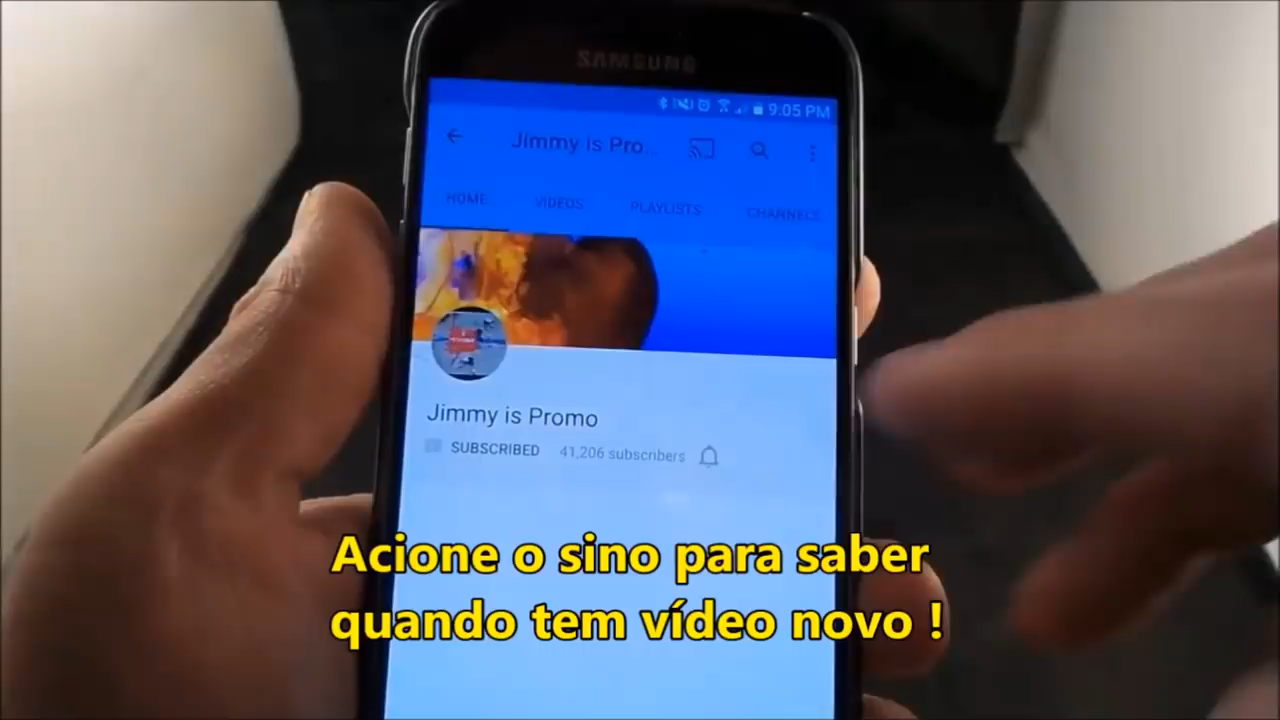 SAMSUNG
9:05 PM
Jimmy is Pro...
HOME VIDEOS PLAYLISTS CHANNELS
Jimmy is Promo
SUBSCRIBED 41,206 subscribers
Acione o sino para saber
quando tem vídeo novo !